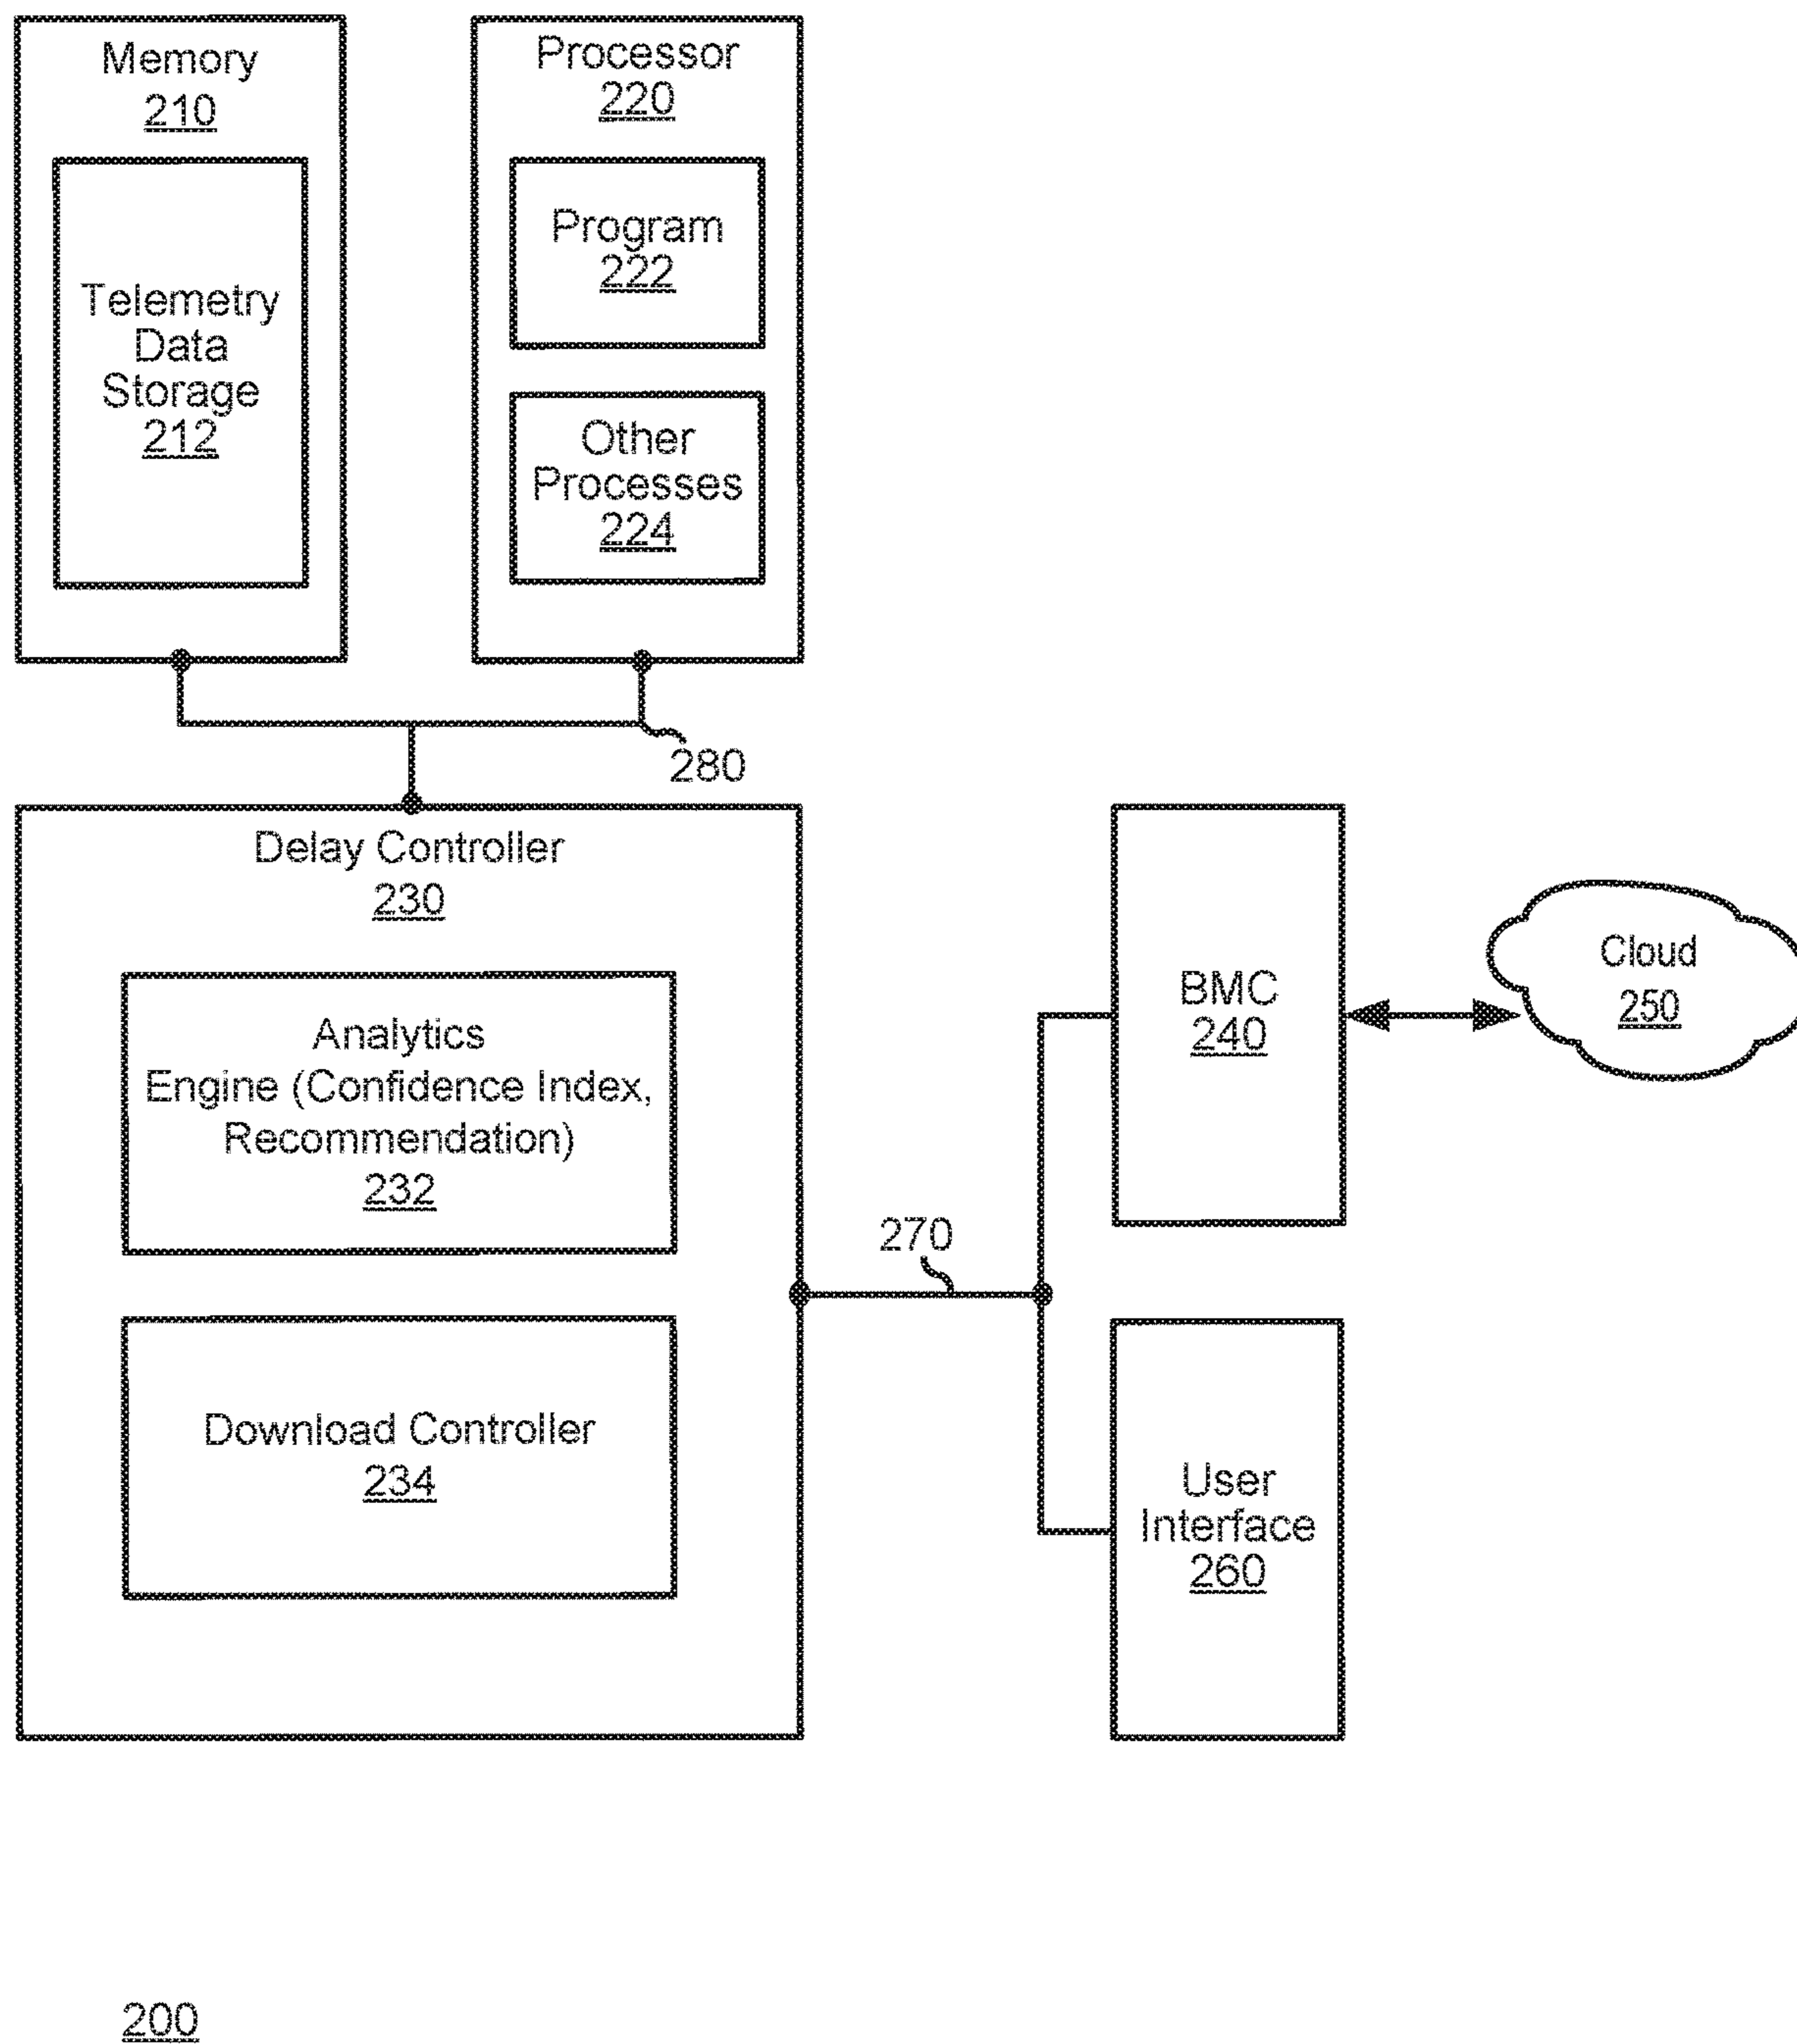 Memory
210
Telemetry
Data
Storage
212
Processor
220
Program
222
Other
Processes
224
280
Delay Controller
230
Analytics
Engine (Confidence Index,
Recommendation)
232
Download Controller
234
270
BMC
240
Cloud
250
User
Interface
260
200